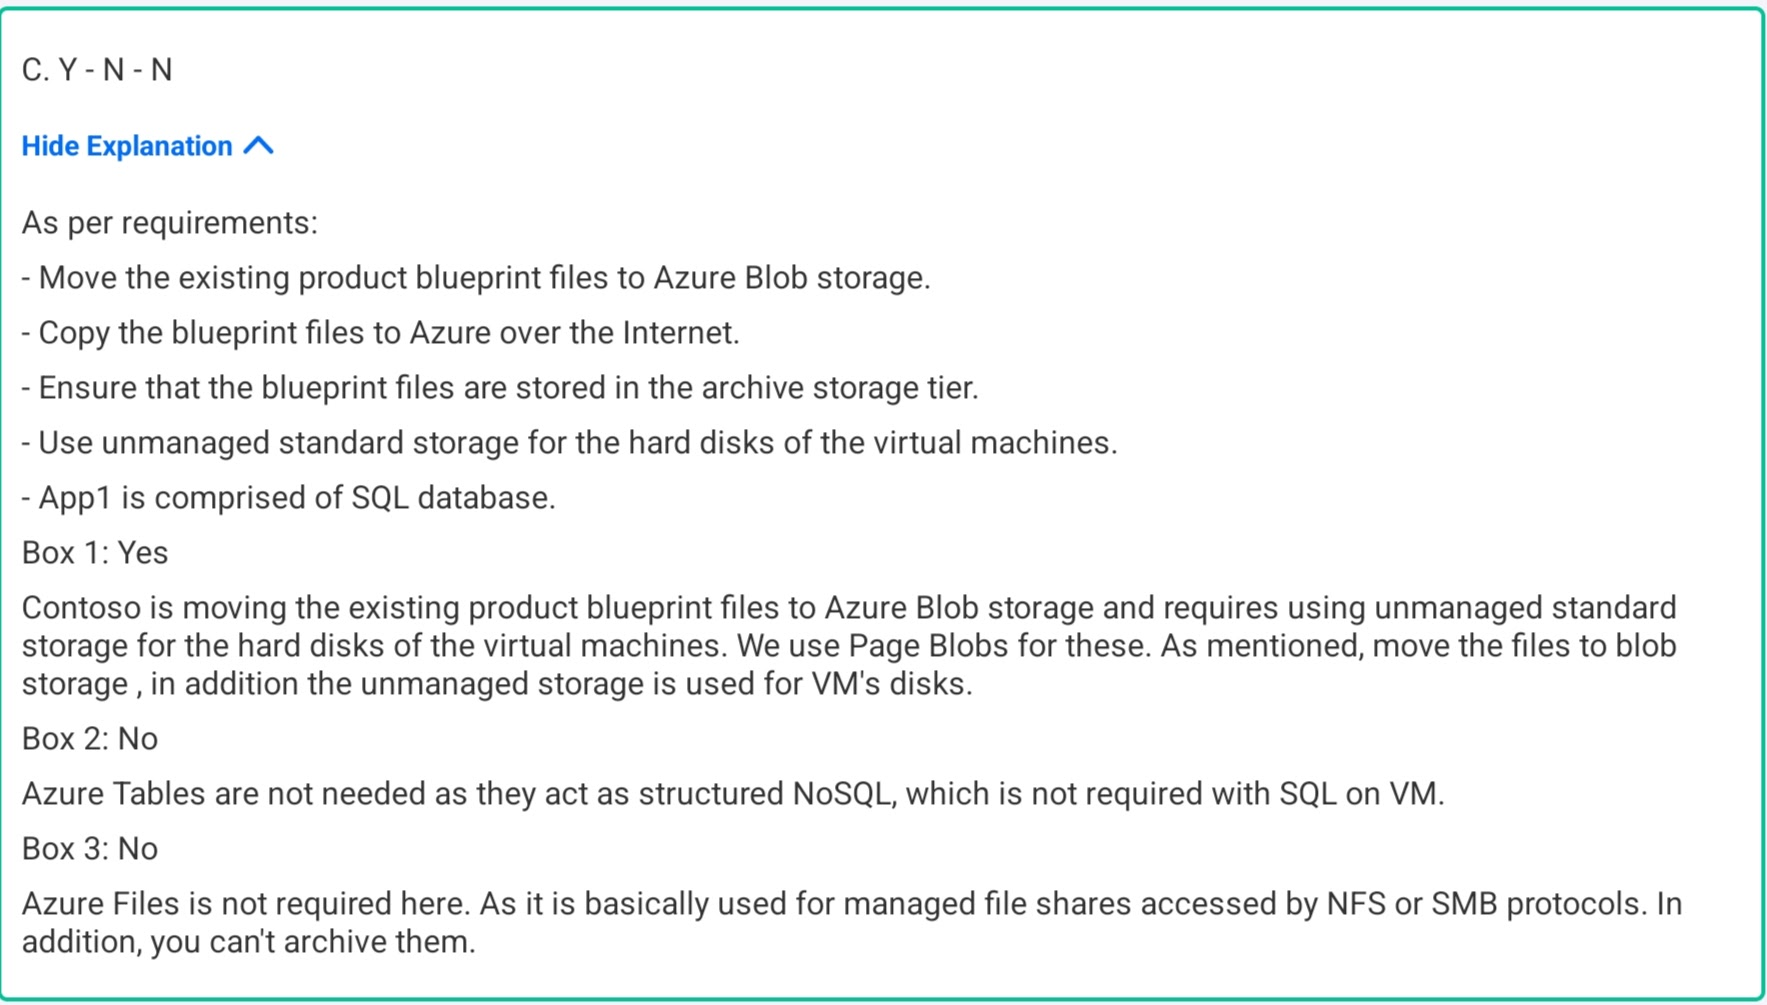 C. Y - N - N
Hide Explanation
As per requirements:
- Move the existing product blueprint files to Azure Blob storage.
- Copy the blueprint files to Azure over the Internet.
- Ensure that the blueprint files are stored in the archive storage tier.
- Use unmanaged standard storage for the hard disks of the virtual machines.
- App1 is comprised of SQL database.
Box 1: Yes
Contoso is moving the existing product blueprint files to Azure Blob storage and requires using unmanaged standard
storage for the hard disks of the virtual machines. We use Page Blobs for these. As mentioned, move the files to blob
storage , in addition the unmanaged storage is used for VM's disks.
Box 2: No
Azure Tables are not needed as they act as structured NoSQL, which is not required with SQL on VM.
Box 3: No
Azure Files is not required here. As it is basically used for managed file shares accessed by NFS or SMB protocols. In
addition, you can't archive them.